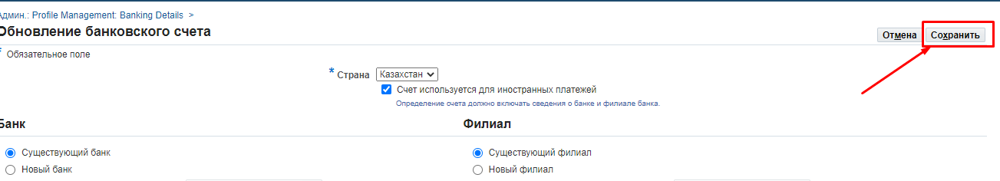 Админ.: Profile Management: Banking Details >
Обновление банковского счета
Отмена Сохранить
* Обязательное поле
* Страна Казахстан
Счет используется для иностранных платежей
Определение счета должно включать сведения о банке и филиале банка.
Банк Филиал
Существующий банк Существующий филиал
Новый банк Новый филиал